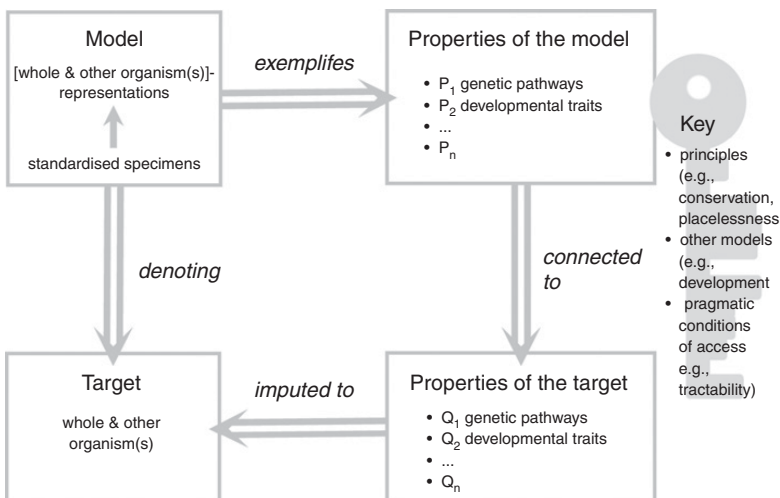 Model
[whole & other organism(s)]-
representations
standardised specimens
exemplifes
Properties of the model
• P1 genetic pathways
• P2 developmental traits
• ...
• Pn
Key
• principles
(e.g.,
conservation,
placelessness
• other models
(e.g.,
development
• pragmatic
conditions
of access
e.g.,
tractability)
denoting
connected
to
Target
whole & other
organism(s)
imputed to
Properties of the target
• Q1 genetic pathways
• Q2 developmental traits
• ...
• Qn